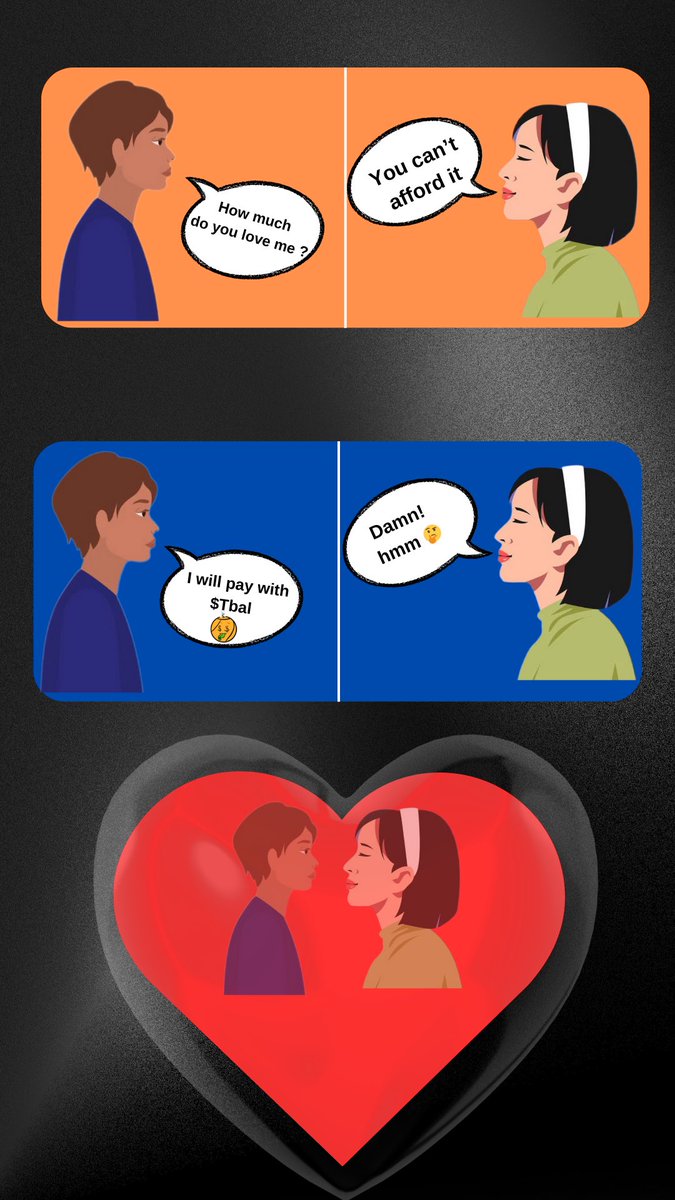 How much
do you love me ?
You can't
afford it
I will pay with
$Tbal
Damn!
hmm 🤔